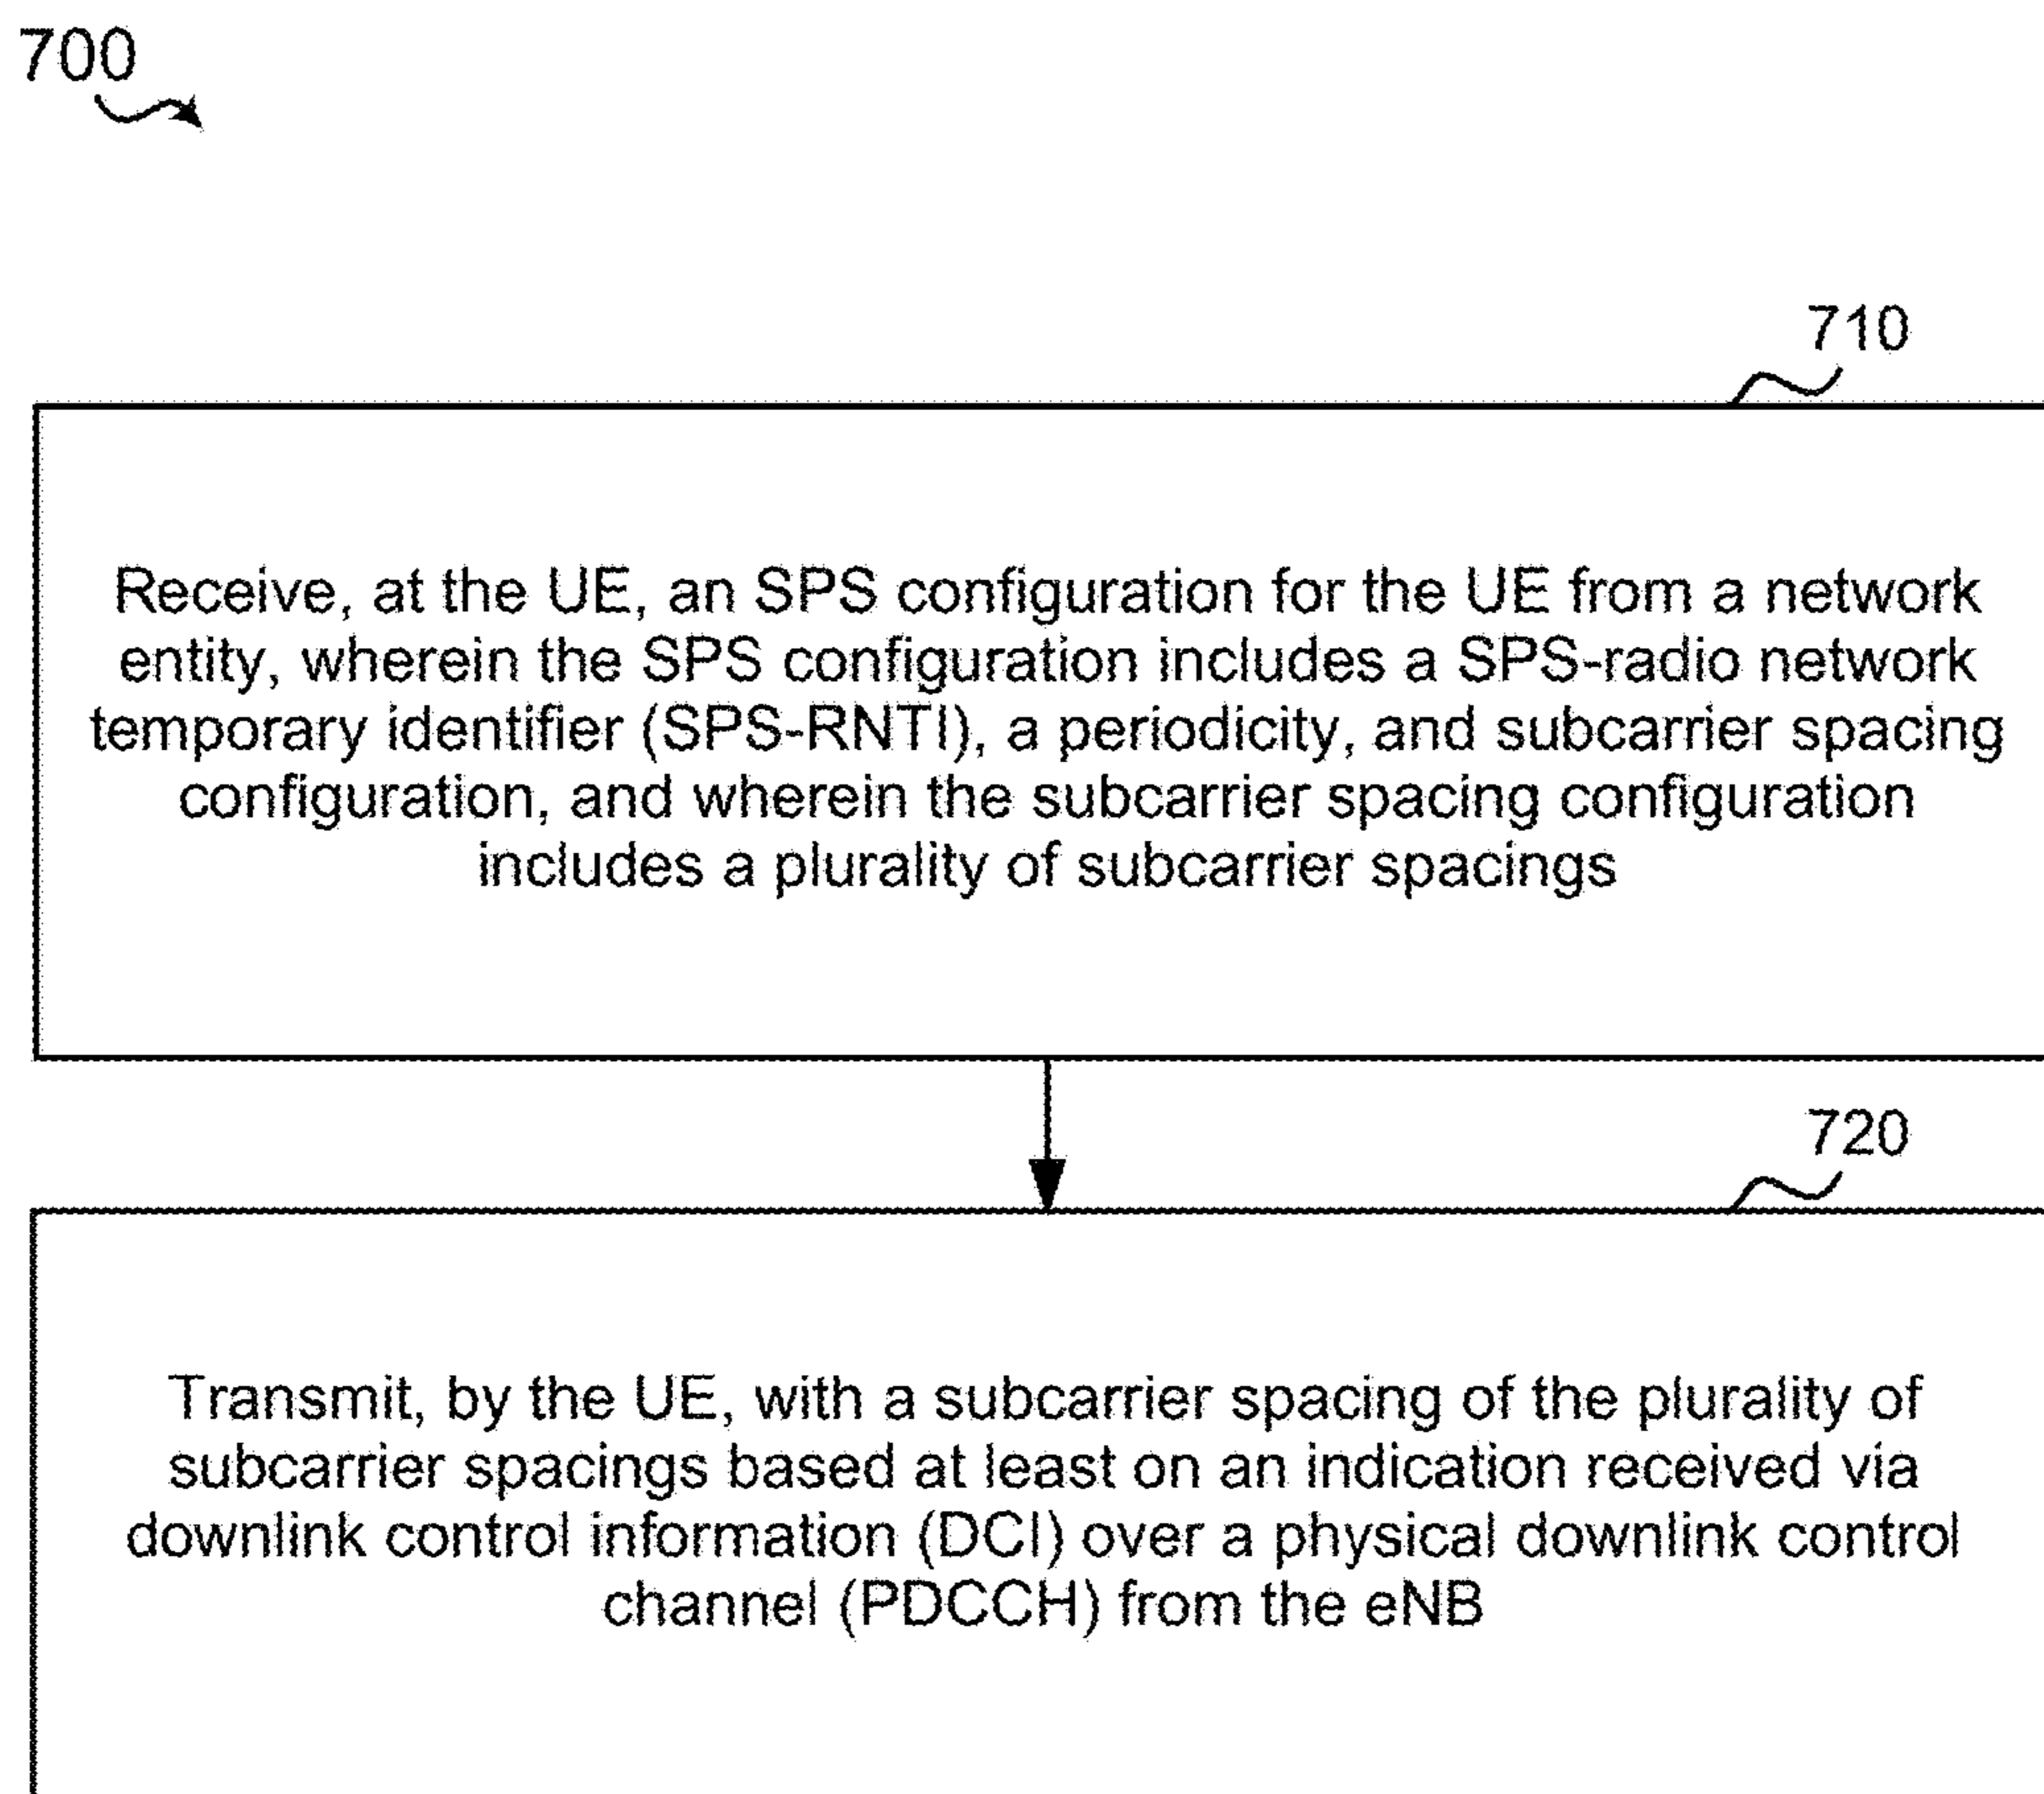 700
710
Receive, at the UE, an SPS configuration for the UE from a network
entity, wherein the SPS configuration includes a SPS-radio network
temporary identifier (SPS-RNTI), a periodicity, and subcarrier spacing
configuration, and wherein the subcarrier spacing configuration
includes a plurality of subcarrier spacings
720
Transmit, by the UE, with a subcarrier spacing of the plurality of
subcarrier spacings based at least on an indication received via
downlink control information (DCI) over a physical downlink control
channel (PDCCH) from the eNB